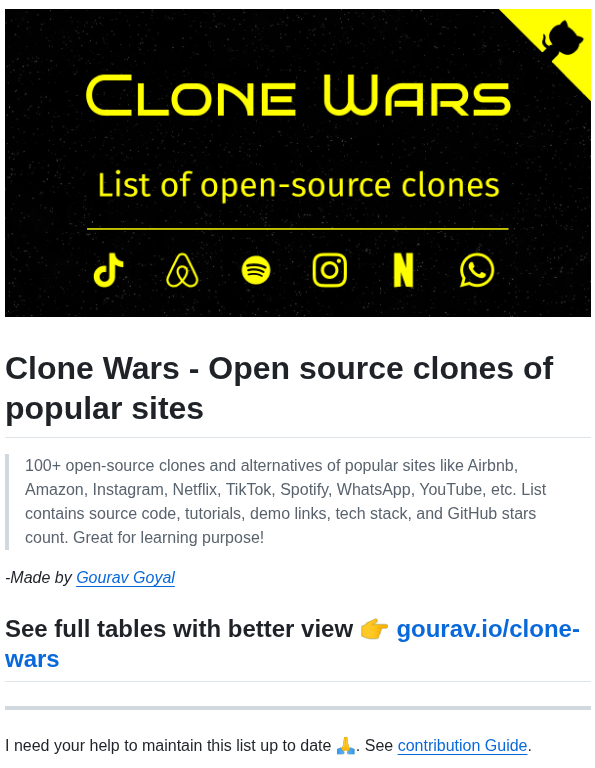 Clone Wars
List of open-source clones
Clone Wars - Open source clones of
popular sites
100+ open-source clones and alternatives of popular sites like Airbnb,
Amazon, Instagram, Netflix, TikTok, Spotify, WhatsApp, YouTube, etc. List
contains source code, tutorials, demo links, tech stack, and GitHub stars
count. Great for learning purpose!
-Made by Gourav Goyal
See full tables with better view 👉 gourav.io/clone-
wars
I need your help to maintain this list up to date 🙏. See contribution Guide.